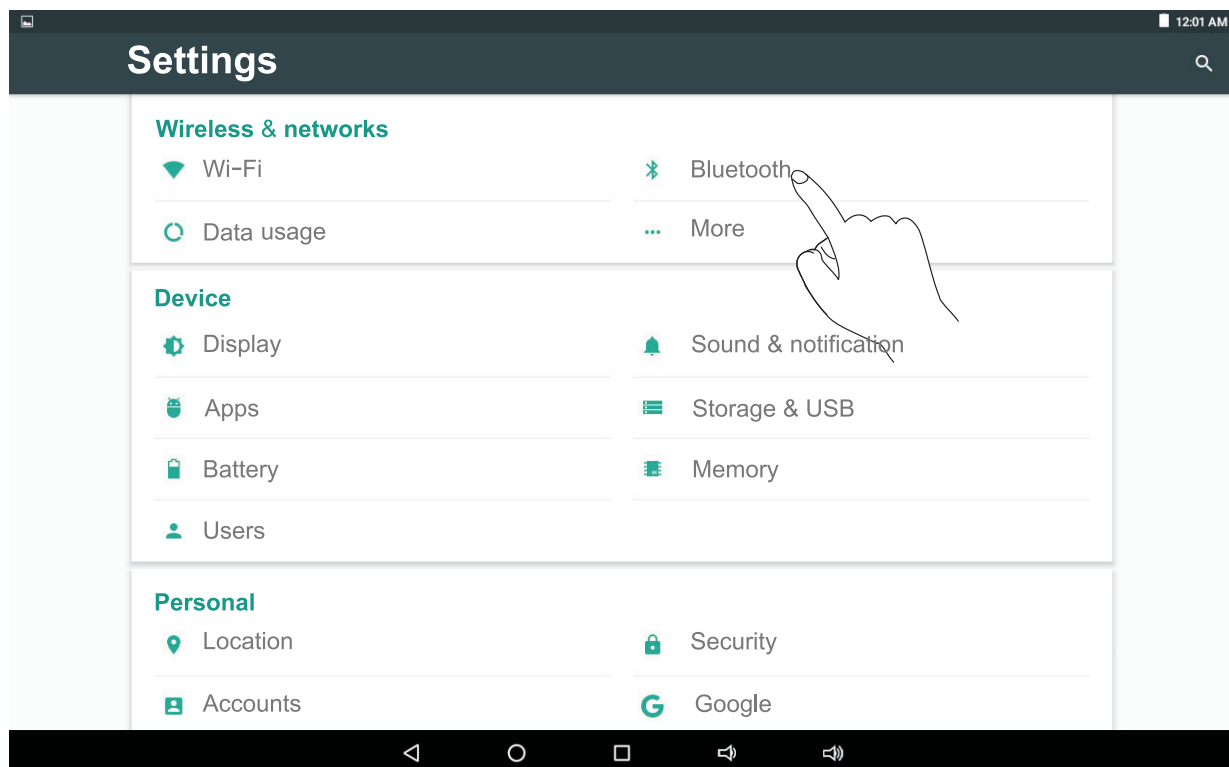 12:01 AM
Settings
Wireless & networks
Wi-Fi
Bluetooth
Data usage
More
Device
Display
Sound & notification
Apps
Storage & USB
Battery
Memory
Users
Personal
Location
Security
Accounts
Google